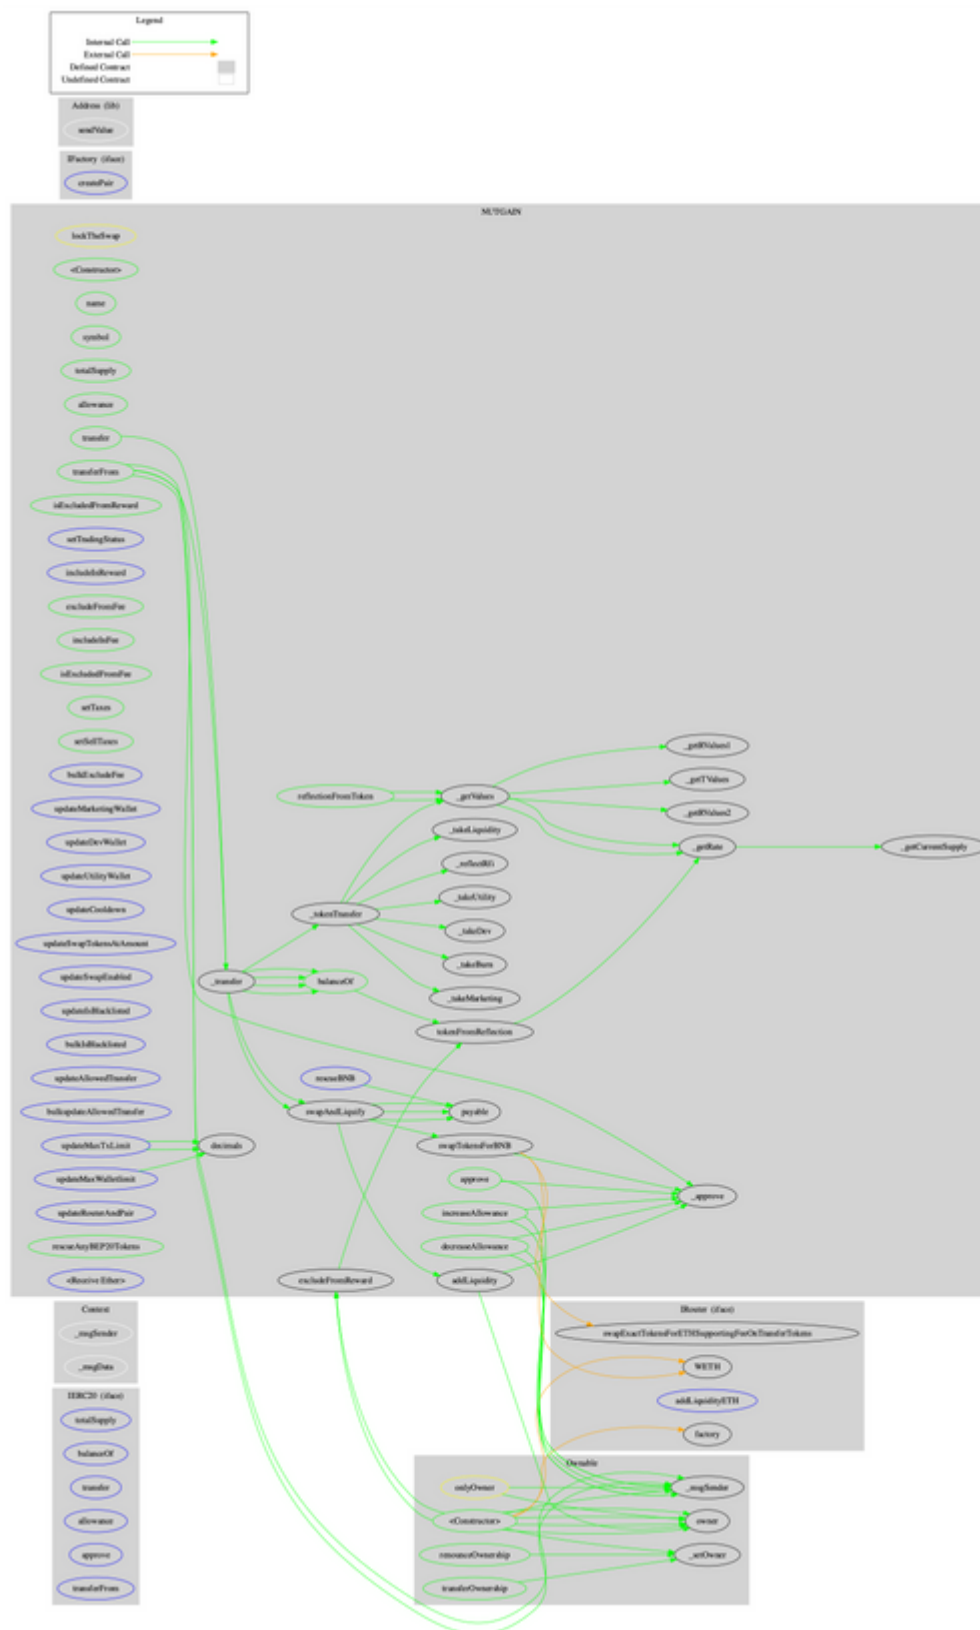 Legend
Internal Call
External Call
Defined Contract
Undefined Contract
Address (lib)
sendValue
IFactory (iface)
createPair
NUTGAIN
lockTheSwap
<Constructor>
name
symbol
totalSupply
allowance
transfer
transferFrom
isExcludedFromReward
setTradingStatus
includeInReward
excludeFromFee
includeInFee
isExcludedFromFee
setTaxes
setSellTaxes
bulkExcludeFee
updateMarketingWallet
updateDevWallet
updateUtilityWallet
updateCooldown
updateSwapTokensAtAmount
updateSwapEnabled
updateIsBlacklisted
bulkIsBlacklisted
updateAllowedTransfer
bulkupdateAllowedTransfer
updateMaxTxLimit
updateMaxWalletlimit
updateRouterAndPair
rescueAnyBEP20Tokens
<Receive Ether>
_transfer
decimals
reflectionFromToken
_tokenTransfer
balanceOf
rescueBNB
swapAndLiquify
excludeFromReward
_getValues
_takeLiquidity
_reflectRfi
_takeUtility
_takeDev
_takeBurn
_takeMarketing
tokenFromReflection
payable
swapTokensForBNB
approve
increaseAllowance
decreaseAllowance
addLiquidity
_getRValues1
_getTValues
_getRValues2
_getRate
_approve
_getCurrentSupply
Context
_msgSender
_msgData
IERC20 (iface)
totalSupply
balanceOf
transfer
allowance
approve
transferFrom
IRouter (iface)
swapExactTokensForETHSupportingFeeOnTransferTokens
WETH
addLiquidityETH
factory
Ownable
onlyOwner
<Constructor>
renounceOwnership
transferOwnership
_msgSender
owner
_setOwner